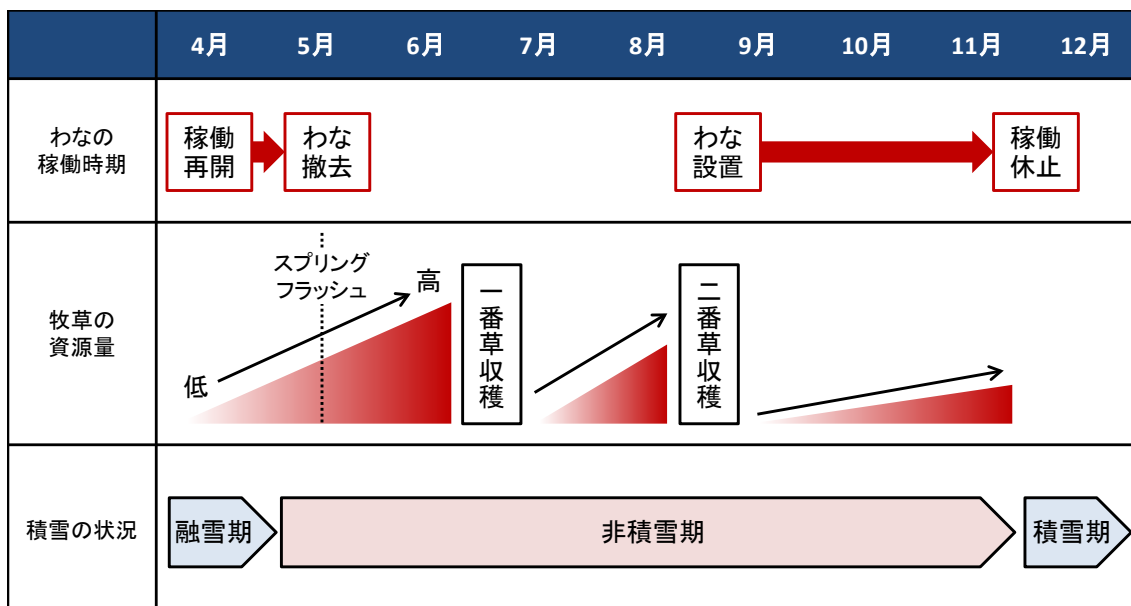 4月 5月 6月 7月 8月 9月 10月 11月 12月
わなの
稼働時期
稼働
再開
わな
撤去
わな
設置
稼働
休止
牧草の
資源量
低
スプリング
フラッシュ
高
一番草収穫
二番草収穫
積雪の状況
融雪期
非積雪期
積雪期